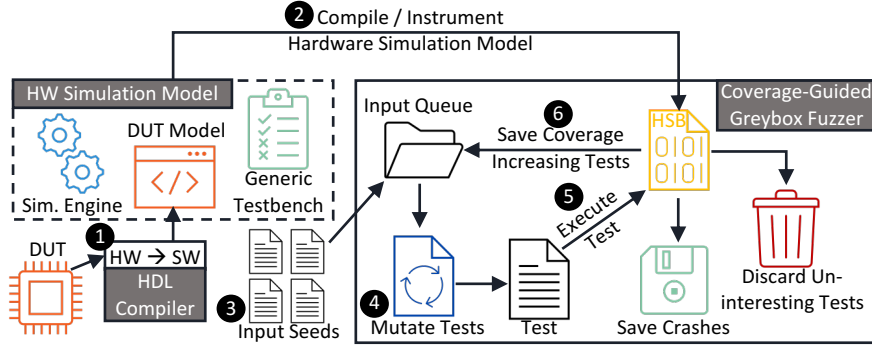 2 Compile / Instrument
Hardware Simulation Model
HW Simulation Model
Coverage-Guided
Greybox Fuzzer
Input Queue
DUT Model
Sim. Engine
Generic
Testbench
HSB
0101
0101
6
Save Coverage
Increasing Tests
1
DUT
HW → SW
HDL
Compiler
3
Input Seeds
4
Mutate Tests
Test
5
Execute
Test
Save Crashes
Discard Un-
interesting Tests